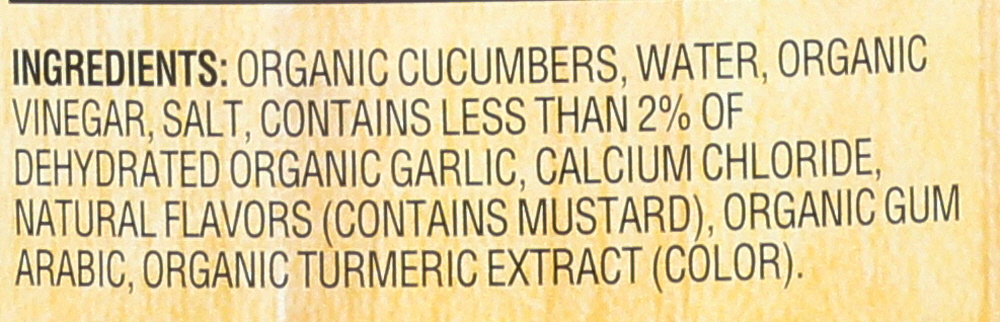 INGREDIENTS: ORGANIC CUCUMBERS, WATER, ORGANIC
VINEGAR, SALT, CONTAINS LESS THAN 2% OF
DEHYDRATED ORGANIC GARLIC, CALCIUM CHLORIDE,
NATURAL FLAVORS (CONTAINS MUSTARD), ORGANIC GUM
ARABIC, ORGANIC TURMERIC EXTRACT (COLOR).